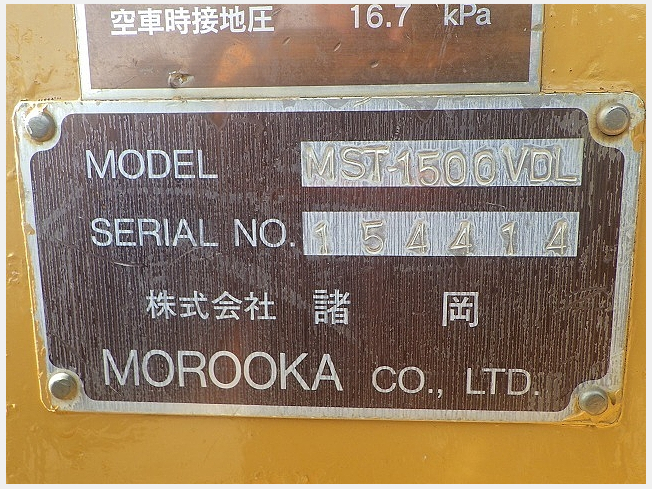 空車時接地圧 16.7 kPa
MODEL MST-1500VDL
SERIAL NO. 154414
株式会社 諸岡
MOROOKA CO., LTD.